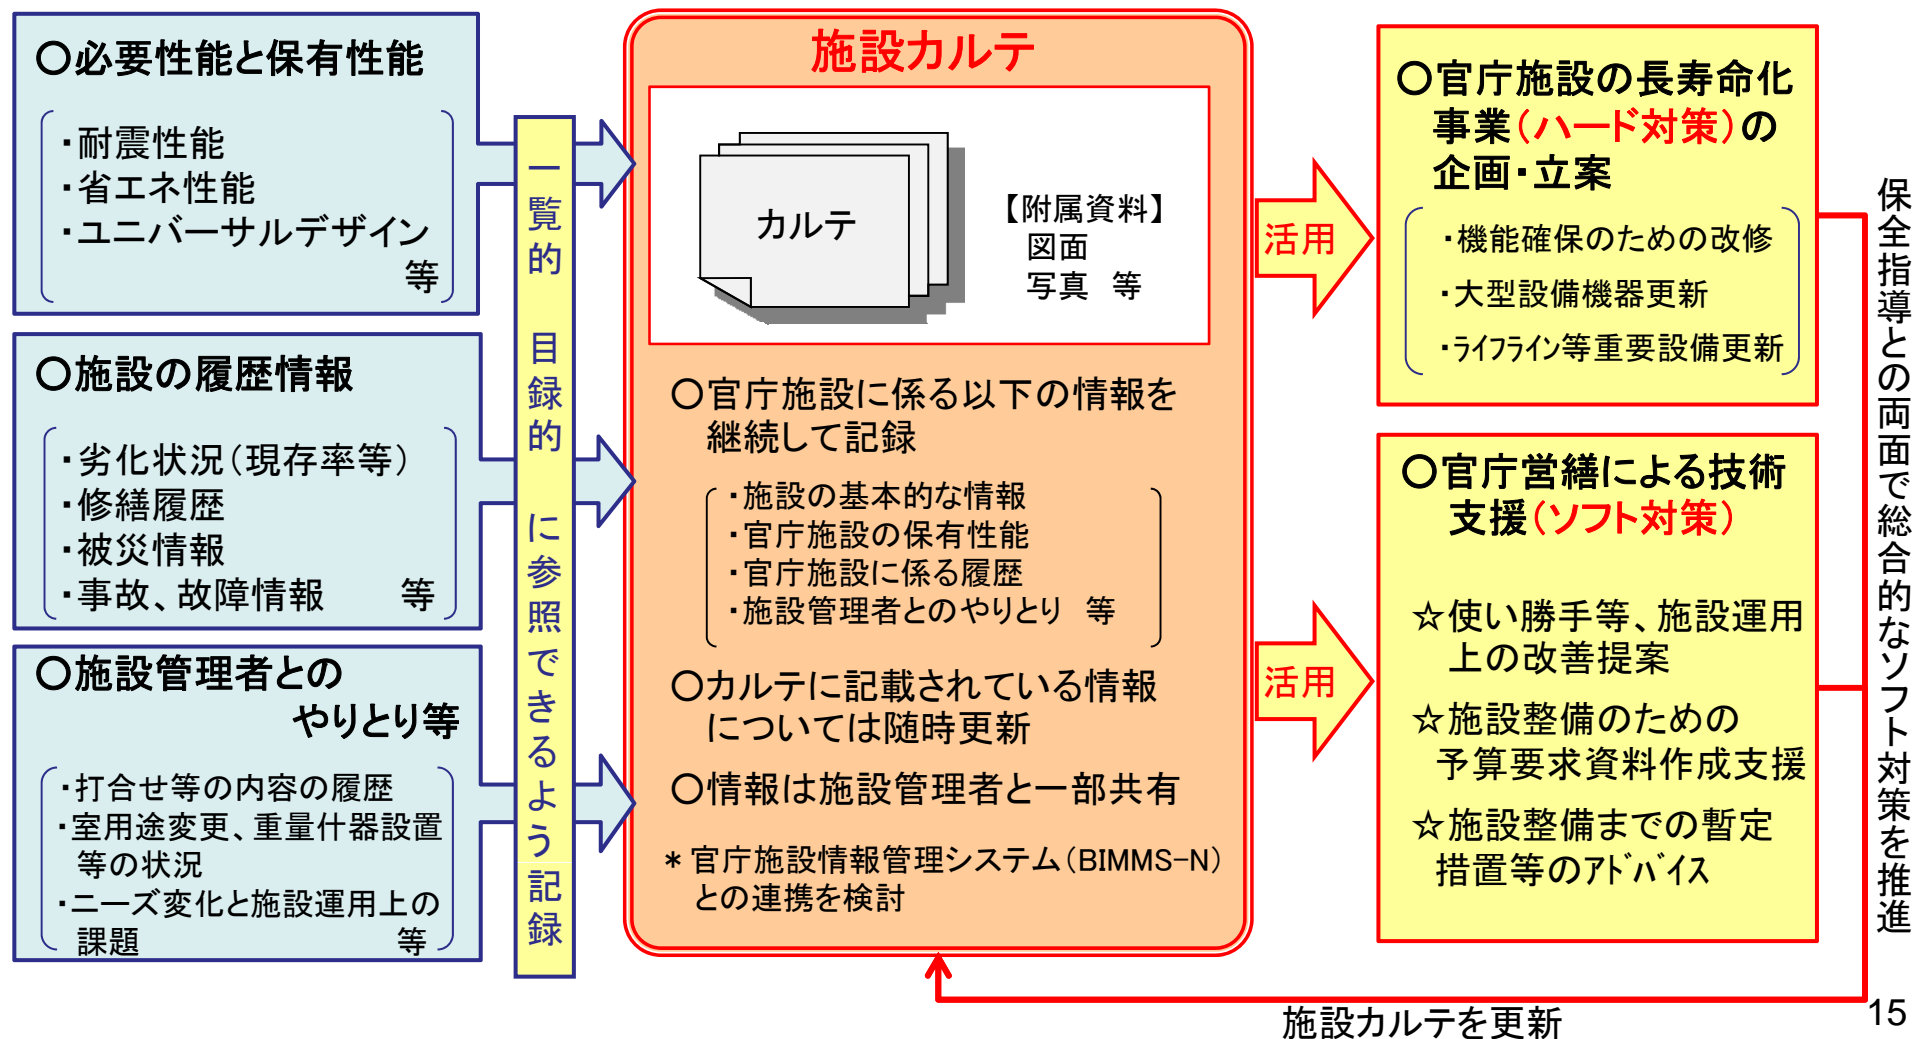 〇必要性能と保有性能
・耐震性能
・省エネ性能
・ユニバーサルデザイン
等
〇施設の履歴情報
・劣化状況（現存率等）
・修繕履歴
・被災情報
・事故、故障情報　　等
〇施設管理者との
やりとり等
・打合せ等の内容の履歴
・室用途変更、重量什器設置
等の状況
・ニーズ変化と施設運用上の
課題　　　　　　　等
一覧的　目録的　に参照できるよう記録
施設カルテ
カルテ
【附属資料】
図面
写真　等
〇官庁施設に係る以下の情報を
継続して記録
・施設の基本的な情報
・官庁施設の保有性能
・官庁施設に係る履歴
・施設管理者とのやりとり　等
〇カルテに記載されている情報
については随時更新
〇情報は施設管理者と一部共有
＊官庁施設情報管理システム（BIMMS-N）
との連携を検討
活用
活用
〇官庁施設の長寿命化
事業（ハード対策）の
企画・立案
・機能確保のための改修
・大型設備機器更新
・ﾗｲﾌﾗｲﾝ等重要設備更新
〇官庁営繕による技術
支援（ソフト対策）
☆使い勝手等、施設運用
上の改善提案
☆施設整備のための
予算要求資料作成支援
☆施設整備までの暫定
措置等のｱﾄﾞﾊﾞｲｽ
保全指導との両面で総合的なソフト対策を推進
施設カルテを更新
15